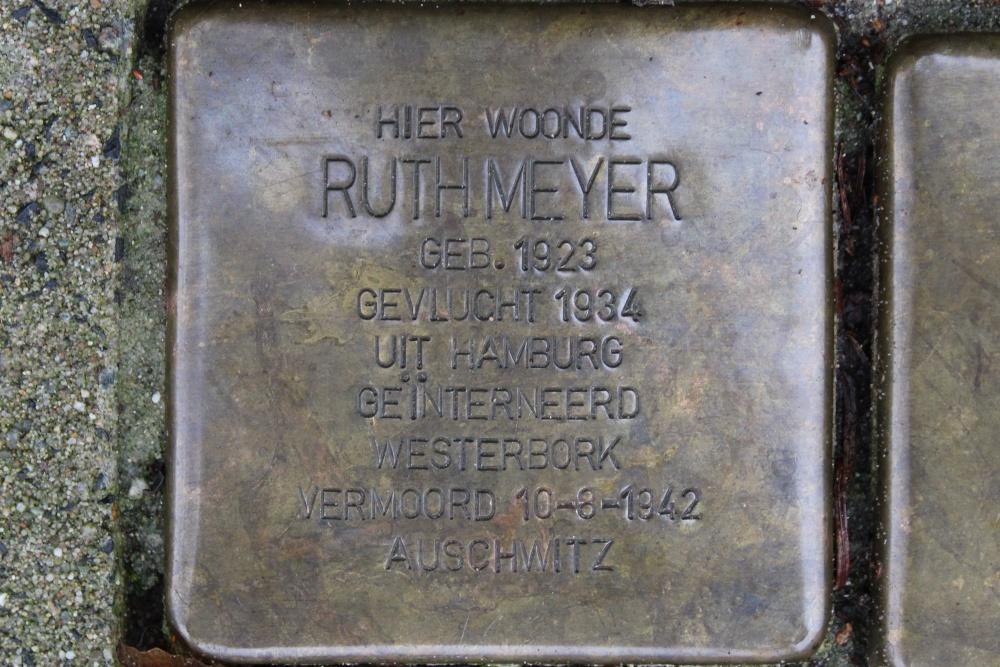 HIER WOONDE
RUTH MEYER
GEB. 1923
GEVLUCHT 1934
UIT HAMBURG
GEÏNTERNEERD
WESTERBORK
VERMOORD 10-8-1942
AUSCHWITZ